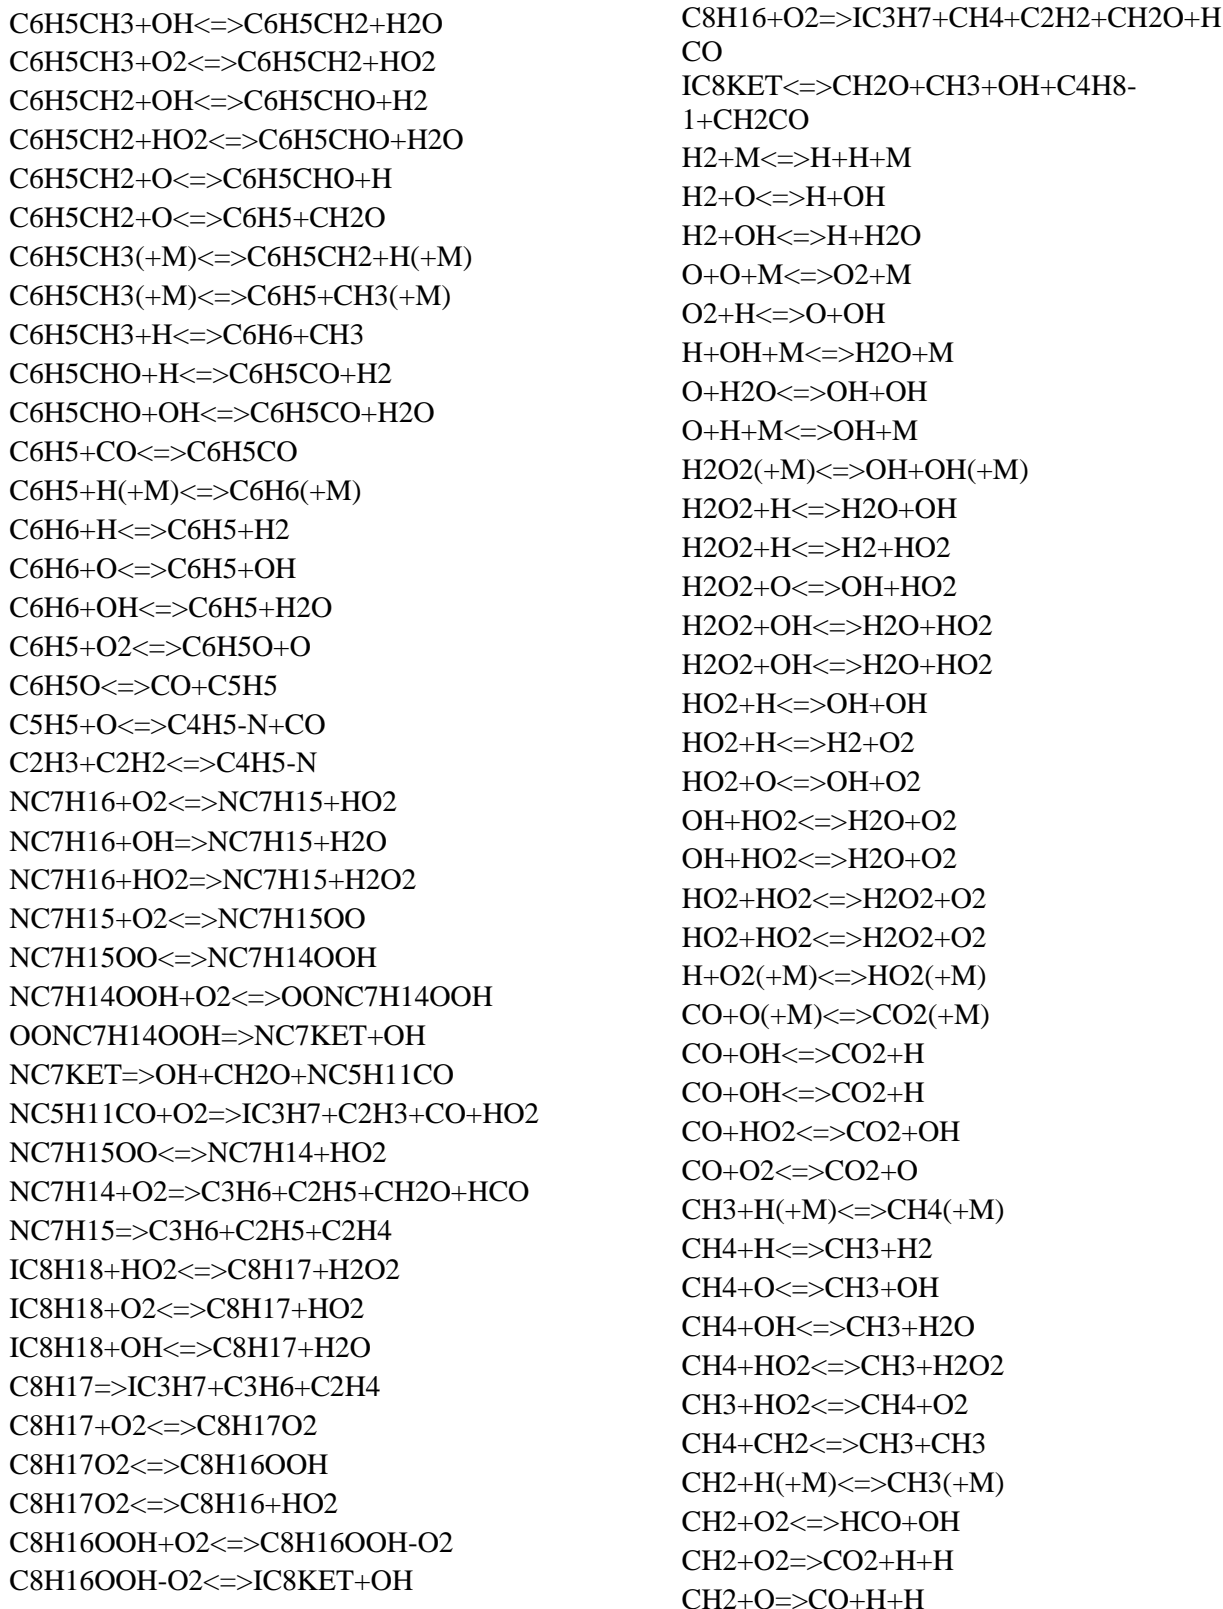 C6H5CH3+OH<=>C6H5CH2+H2O
C6H5CH3+O2<=>C6H5CH2+HO2
C6H5CH2+OH<=>C6H5CHO+H2
C6H5CH2+HO2<=>C6H5CHO+H2O
C6H5CH2+O<=>C6H5CHO+H
C6H5CH2+O<=>C6H5+CH2O
C6H5CH3(+M)<=>C6H5CH2+H(+M)
C6H5CH3(+M)<=>C6H5+CH3(+M)
C6H5CH3+H<=>C6H6+CH3
C6H5CHO+H<=>C6H5CO+H2
C6H5CHO+OH<=>C6H5CO+H2O
C6H5+CO<=>C6H5CO
C6H5+H(+M)<=>C6H6(+M)
C6H6+H<=>C6H5+H2
C6H6+O<=>C6H5+OH
C6H6+OH<=>C6H5+H2O
C6H5+O2<=>C6H5O+O
C6H5O<=>CO+C5H5
C5H5+O<=>C4H5-N+CO
C2H3+C2H2<=>C4H5-N
NC7H16+O2<=>NC7H15+HO2
NC7H16+OH=>NC7H15+H2O
NC7H16+HO2=>NC7H15+H2O2
NC7H15+O2<=>NC7H15OO
NC7H15OO<=>NC7H14OOH
NC7H14OOH+O2<=>OONC7H14OOH
OONC7H14OOH=>NC7KET+OH
NC7KET=>OH+CH2O+NC5H11CO
NC5H11CO+O2=>IC3H7+C2H3+CO+HO2
NC7H15OO<=>NC7H14+HO2
NC7H14+O2=>C3H6+C2H5+CH2O+HCO
NC7H15=>C3H6+C2H5+C2H4
IC8H18+HO2<=>C8H17+H2O2
IC8H18+O2<=>C8H17+HO2
IC8H18+OH<=>C8H17+H2O
C8H17=>IC3H7+C3H6+C2H4
C8H17+O2<=>C8H17O2
C8H17O2<=>C8H16OOH
C8H17O2<=>C8H16+HO2
C8H16OOH+O2<=>C8H16OOH-O2
C8H16OOH-O2<=>IC8KET+OH
C8H16+O2=>IC3H7+CH4+C2H2+CH2O+H
CO
IC8KET<=>CH2O+CH3+OH+C4H8-
1+CH2CO
H2+M<=>H+H+M
H2+O<=>H+OH
H2+OH<=>H+H2O
O+O+M<=>O2+M
O2+H<=>O+OH
H+OH+M<=>H2O+M
O+H2O<=>OH+OH
O+H+M<=>OH+M
H2O2(+M)<=>OH+OH(+M)
H2O2+H<=>H2O+OH
H2O2+H<=>H2+HO2
H2O2+O<=>OH+HO2
H2O2+OH<=>H2O+HO2
H2O2+OH<=>H2O+HO2
HO2+H<=>OH+OH
HO2+H<=>H2+O2
HO2+O<=>OH+O2
OH+HO2<=>H2O+O2
OH+HO2<=>H2O+O2
HO2+HO2<=>H2O2+O2
HO2+HO2<=>H2O2+O2
H+O2(+M)<=>HO2(+M)
CO+O(+M)<=>CO2(+M)
CO+OH<=>CO2+H
CO+OH<=>CO2+H
CO+HO2<=>CO2+OH
CO+O2<=>CO2+O
CH3+H(+M)<=>CH4(+M)
CH4+H<=>CH3+H2
CH4+O<=>CH3+OH
CH4+OH<=>CH3+H2O
CH4+HO2<=>CH3+H2O2
CH3+HO2<=>CH4+O2
CH4+CH2<=>CH3+CH3
CH2+H(+M)<=>CH3(+M)
CH2+O2<=>HCO+OH
CH2+O2=>CO2+H+H
CH2+O=>CO+H+H